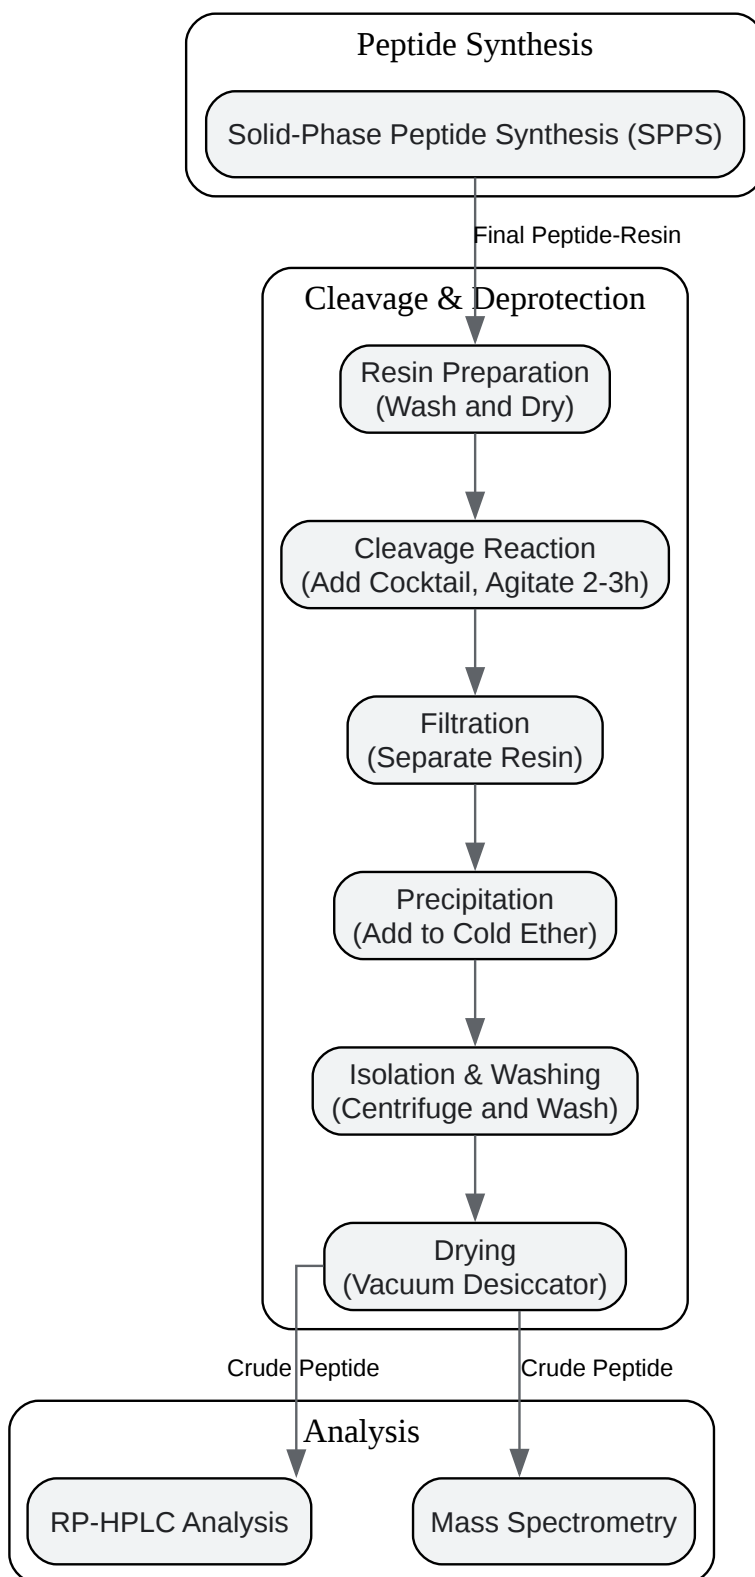 Peptide Synthesis
Solid-Phase Peptide Synthesis (SPPS)
Final Peptide-Resin
Cleavage & Deprotection
Resin Preparation
(Wash and Dry)
Cleavage Reaction
(Add Cocktail, Agitate 2-3h)
Filtration
(Separate Resin)
Precipitation
(Add to Cold Ether)
Isolation & Washing
(Centrifuge and Wash)
Drying
(Vacuum Desiccator)
Crude Peptide
Crude Peptide
Analysis
RP-HPLC Analysis
Mass Spectrometry